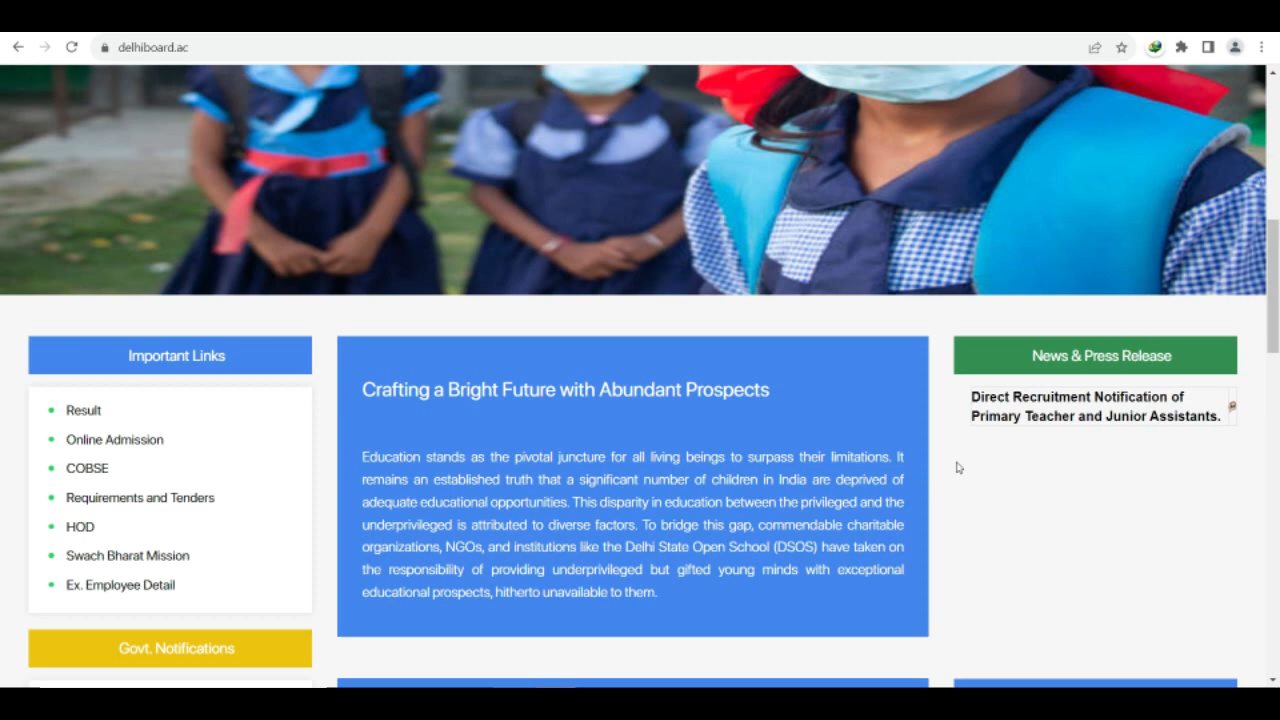 delhiboard.ac
Important Links
Result
Online Admission
COBSE
Requirements and Tenders
HOD
Swach Bharat Mission
Ex. Employee Detail
Govt. Notifications
Crafting a Bright Future with Abundant Prospects
Education stands as the pivotal juncture for all living beings to surpass their limitations. It
remains an established truth that a significant number of children in India are deprived of
adequate educational opportunities. This disparity in education between the privileged and the
underprivileged is attributed to diverse factors. To bridge this gap, commendable charitable
organizations, NGOs, and institutions like the Delhi State Open School (DSOS) have taken on
the responsibility of providing underprivileged but gifted young minds with exceptional
educational prospects, hitherto unavailable to them.
News & Press Release
Direct Recruitment Notification of
Primary Teacher and Junior Assistants.